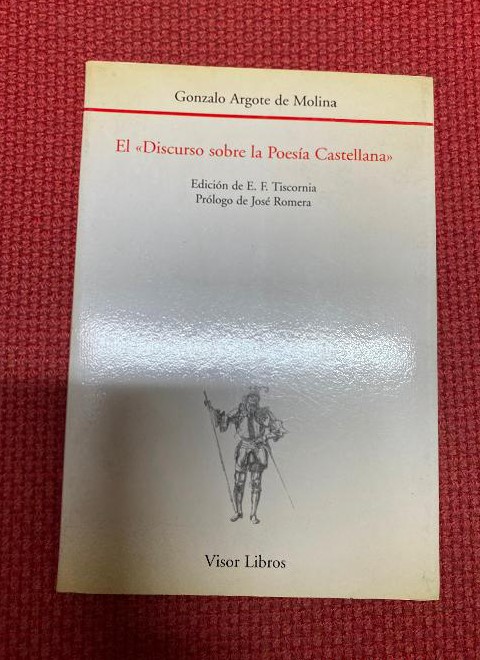 Gonzalo Argote de Molina
El «Discurso sobre la Poesía Castellana»
Edición de E. F. Tiscornia
Prólogo de José Romera
Visor Libros